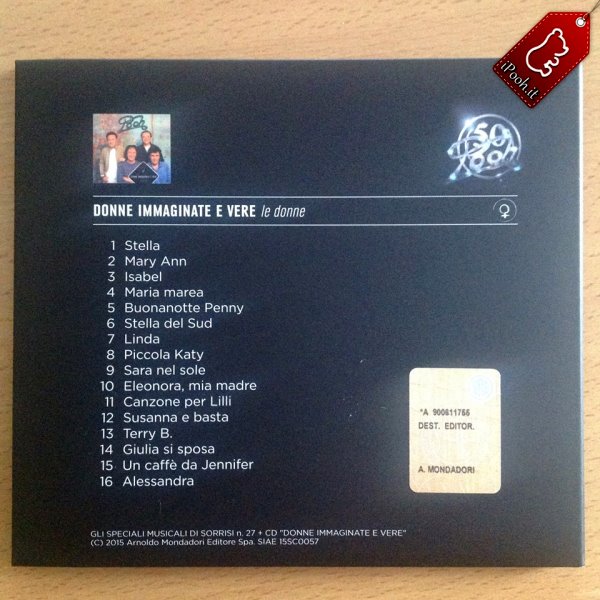 iPooh.it
Pooh
50 Pooh
DONNE IMMAGINATE E VERE le donne
1 Stella
2 Mary Ann
3 Isabel
4 Maria marea
5 Buonanotte Penny
6 Stella del Sud
7 Linda
8 Piccola Katy
9 Sara nel sole
10 Eleonora, mia madre
11 Canzone per Lilli
12 Susanna e basta
13 Terry B.
14 Giulia si sposa
15 Un caffè da Jennifer
16 Alessandra
*A 900611766
DEST. EDITOR.
A. MONDADORI
GLI SPECIALI MUSICALI DI SORRISI n. 27 + CD "DONNE IMMAGINATE E VERE"
(C) 2015 Arnoldo Mondadori Editore Spa. SIAE 15SC0057